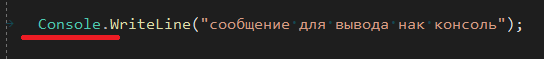 Console.WriteLine("сообщение для вывода нак консоль");